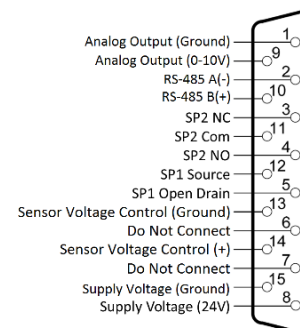 Analog Output (Ground) 1
Analog Output (0-10V) 9
RS-485 A(-) 2
RS-485 B(+) 10
SP2 NC 3
SP2 Com 11
SP2 NO 4
SP1 Source 12
SP1 Open Drain 5
Sensor Voltage Control (Ground) 13
Do Not Connect 6
Sensor Voltage Control (+) 14
Do Not Connect 7
Supply Voltage (Ground) 15
Supply Voltage (24V) 8